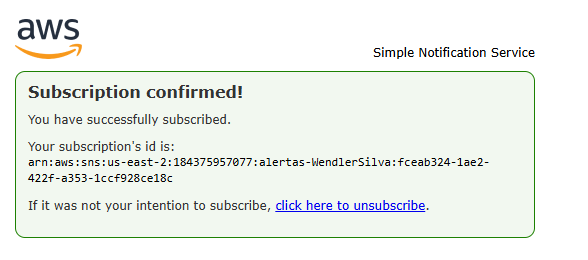 aws
Simple Notification Service
Subscription confirmed!
You have successfully subscribed.
Your subscription's id is:
arn:aws:sns:us-east-2:184375957077:alertas-WendlerSilva:fceab324-1ae2-
422f-a353-1ccf928ce18c
If it was not your intention to subscribe, click here to unsubscribe.